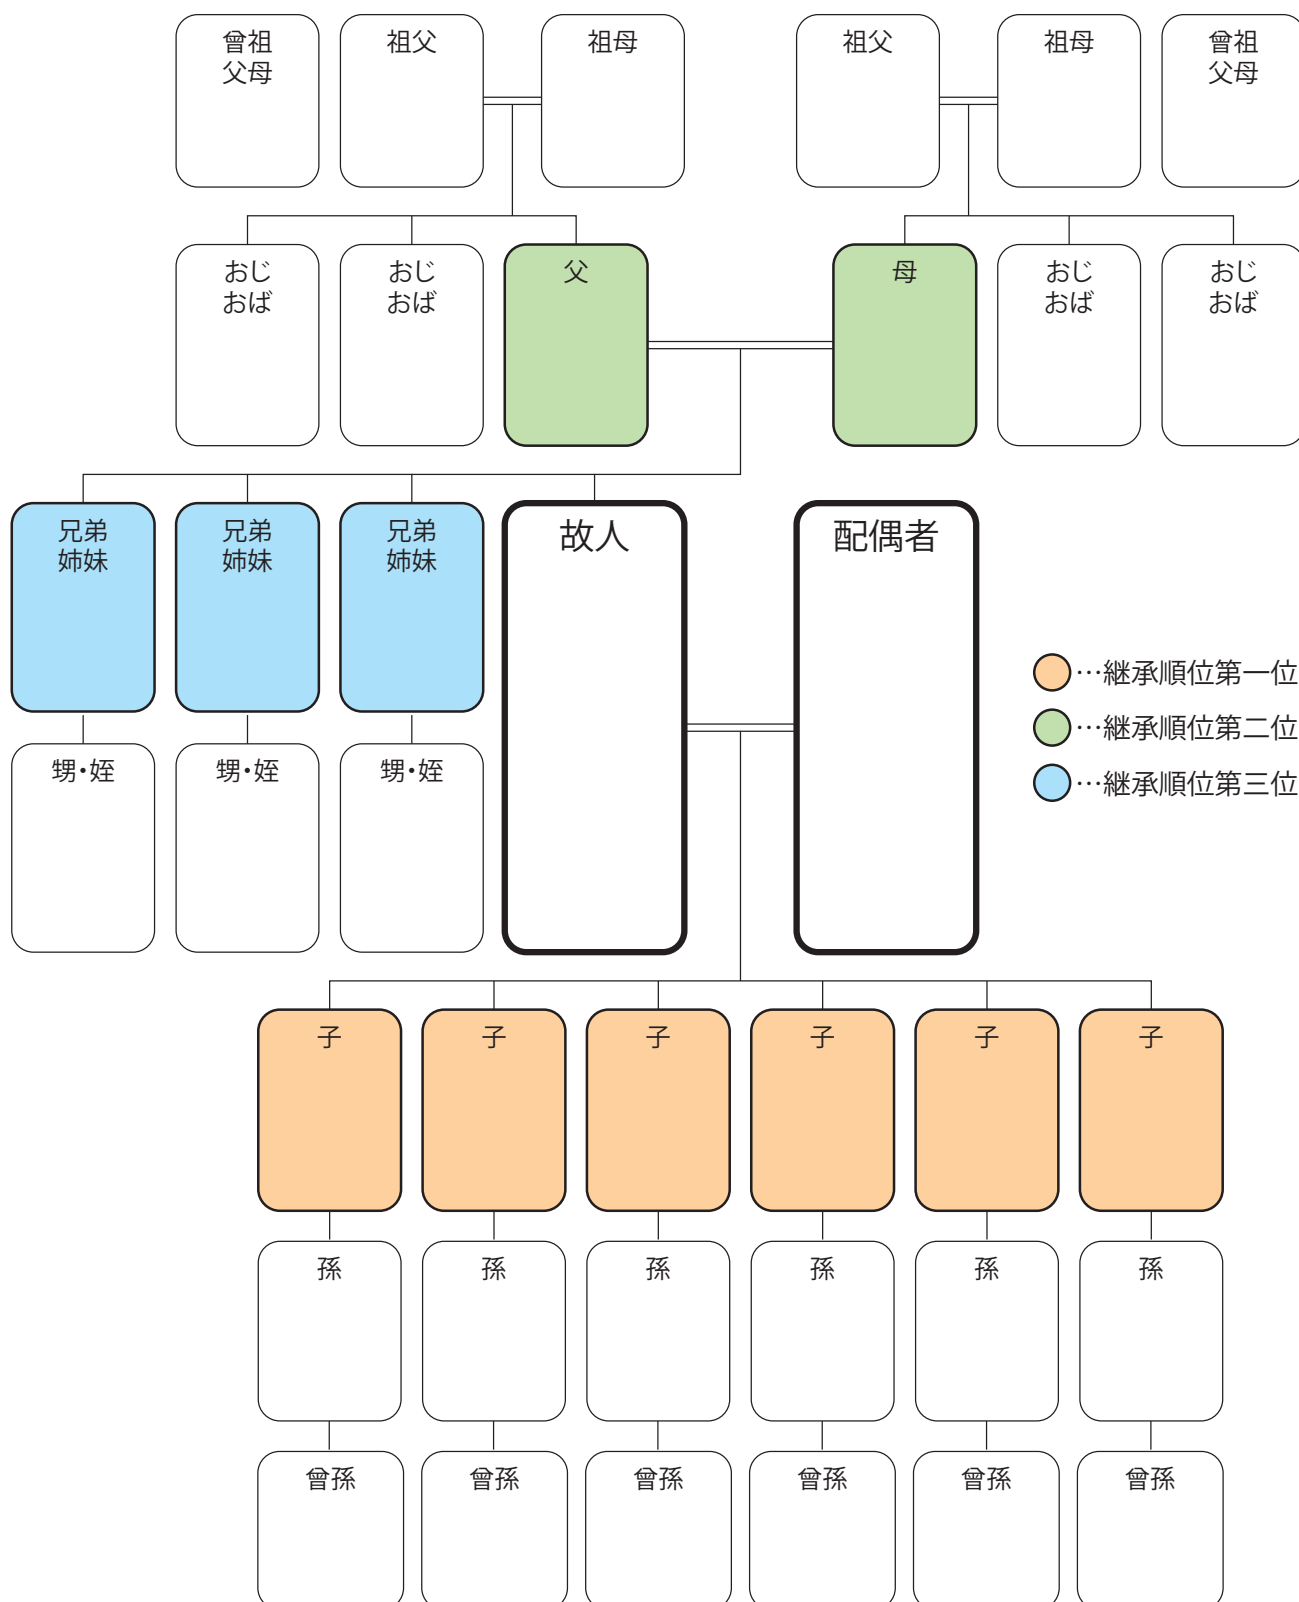 曾祖
父母
祖父
祖母
祖父
祖母
曾祖
父母
おじ
おば
おじ
おば
父
母
おじ
おば
おじ
おば
兄弟
姉妹
兄弟
姉妹
兄弟
姉妹
故人
配偶者
…継承順位第一位
…継承順位第二位
…継承順位第三位
甥・姪
甥・姪
甥・姪
子
子
子
子
子
子
孫
孫
孫
孫
孫
孫
曾孫
曾孫
曾孫
曾孫
曾孫
曾孫